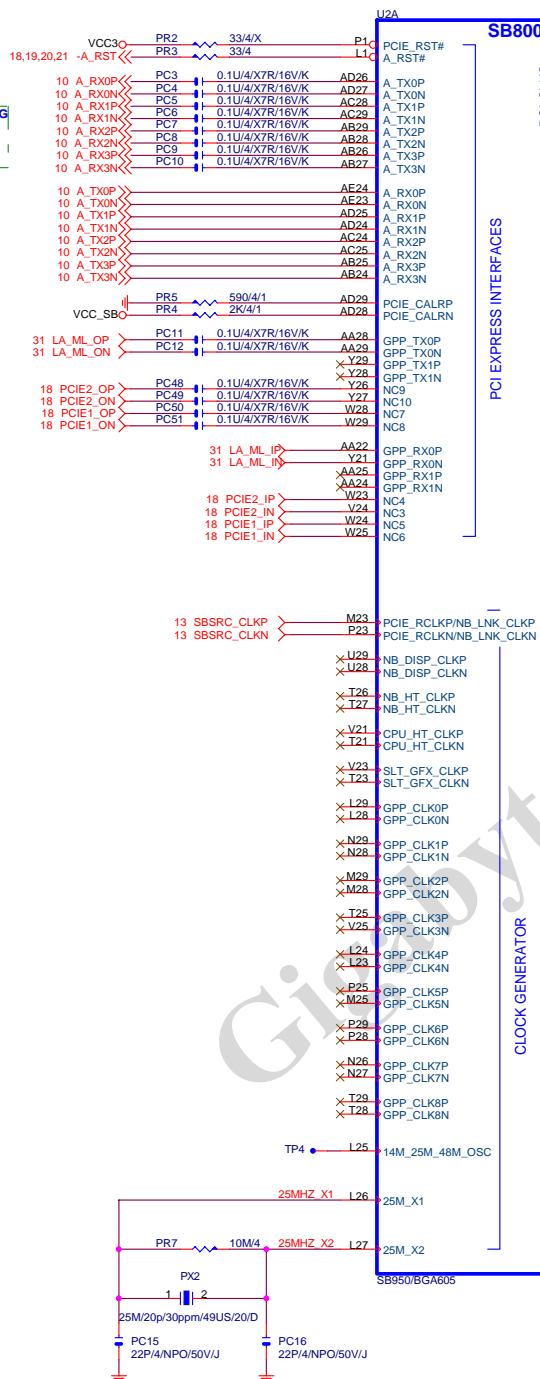 U2A
SB800
VCC3 PR2 33/4/X P1 PCIE_RST#
18,19,20,21 -A_RST PR3 33/4 L1 A_RST#
10 A_RX0P PC3 0.1U/4/X7R/16V/K AD26 A_TX0P
10 A_RX0N PC4 0.1U/4/X7R/16V/K AD27 A_TX0N
10 A_RX1P PC5 0.1U/4/X7R/16V/K AC28 A_TX1P
10 A_RX1N PC6 0.1U/4/X7R/16V/K AC29 A_TX1N
10 A_RX2P PC7 0.1U/4/X7R/16V/K AB29 A_TX2P
10 A_RX2N PC8 0.1U/4/X7R/16V/K AB28 A_TX2N
10 A_RX3P PC9 0.1U/4/X7R/16V/K AB26 A_TX3P
10 A_RX3N PC10 0.1U/4/X7R/16V/K AB27 A_TX3N
10 A_TX0P AE24 A_RX0P
10 A_TX0N AE23 A_RX0N
10 A_TX1P AD25 A_RX1P
10 A_TX1N AD24 A_RX1N
10 A_TX2P AC24 A_RX2P
10 A_TX2N AC25 A_RX2N
10 A_TX3P AB25 A_RX3P
10 A_TX3N AB24 A_RX3N
PR5 590/4/1 AD29 PCIE_CALRP
VCC_SB PR4 2K/4/1 AD28 PCIE_CALRN
31 LA_ML_OP PC11 0.1U/4/X7R/16V/K AA28 GPP_TX0P
31 LA_ML_ON PC12 0.1U/4/X7R/16V/K AA29 GPP_TX0N
Y29 GPP_TX1P
Y28 GPP_TX1N
18 PCIE2_OP PC48 0.1U/4/X7R/16V/K Y26 NC9
18 PCIE2_ON PC49 0.1U/4/X7R/16V/K Y27 NC10
18 PCIE1_OP PC50 0.1U/4/X7R/16V/K W28 NC7
18 PCIE1_ON PC51 0.1U/4/X7R/16V/K W29 NC8
31 LA_ML_IP AA22 GPP_RX0P
31 LA_ML_IN Y21 GPP_RX0N
AA25 GPP_RX1P
AA24 GPP_RX1N
18 PCIE2_IP W23 NC4
18 PCIE2_IN V24 NC3
18 PCIE1_IP W24 NC5
18 PCIE1_IN W25 NC6
PCI EXPRESS INTERFACES
13 SBSRC_CLKP M23 PCIE_RCLKP/NB_LNK_CLKP
13 SBSRC_CLKN P23 PCIE_RCLKN/NB_LNK_CLKN
U29 NB_DISP_CLKP
U28 NB_DISP_CLKN
T26 NB_HT_CLKP
T27 NB_HT_CLKN
V21 CPU_HT_CLKP
T21 CPU_HT_CLKN
V23 SLT_GFX_CLKP
T23 SLT_GFX_CLKN
L29 GPP_CLK0P
L28 GPP_CLK0N
N29 GPP_CLK1P
N28 GPP_CLK1N
M29 GPP_CLK2P
M28 GPP_CLK2N
T25 GPP_CLK3P
V25 GPP_CLK3N
L24 GPP_CLK4P
L23 GPP_CLK4N
P25 GPP_CLK5P
M25 GPP_CLK5N
P29 GPP_CLK6P
P28 GPP_CLK6N
N26 GPP_CLK7P
N27 GPP_CLK7N
T29 GPP_CLK8P
T28 GPP_CLK8N
CLOCK GENERATOR
Gigabyt
TP4 L25 14M_25M_48M_OSC
25MHZ_X1 L26 25M_X1
PR7 10M/4 25MHZ_X2 L27 25M_X2
SB950/BGA605
PX2
1 2
25M/20p/30ppm/49US/20/D
PC15 22P/4/NPO/50V/J
PC16 22P/4/NPO/50V/J